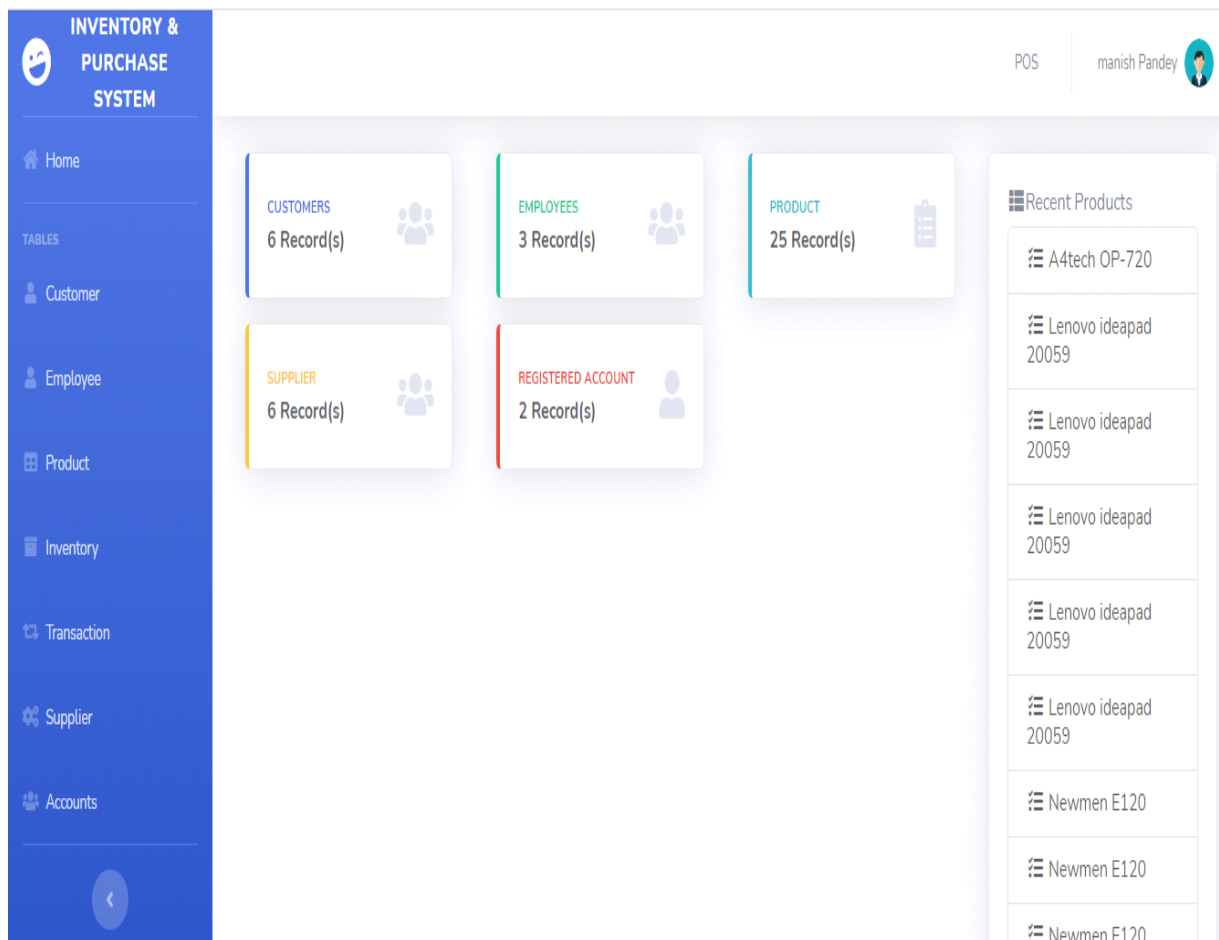 INVENTORY &
PURCHASE
SYSTEM
Home
TABLES
Customer
Employee
Product
Inventory
Transaction
Supplier
Accounts
POS
manish Pandey
CUSTOMERS
6 Record(s)
EMPLOYEES
3 Record(s)
PRODUCT
25 Record(s)
SUPPLIER
6 Record(s)
REGISTERED ACCOUNT
2 Record(s)
Recent Products
A4tech OP-720
Lenovo ideapad
20059
Lenovo ideapad
20059
Lenovo ideapad
20059
Lenovo ideapad
20059
Lenovo ideapad
20059
Newmen E120
Newmen E120
Newmen E120